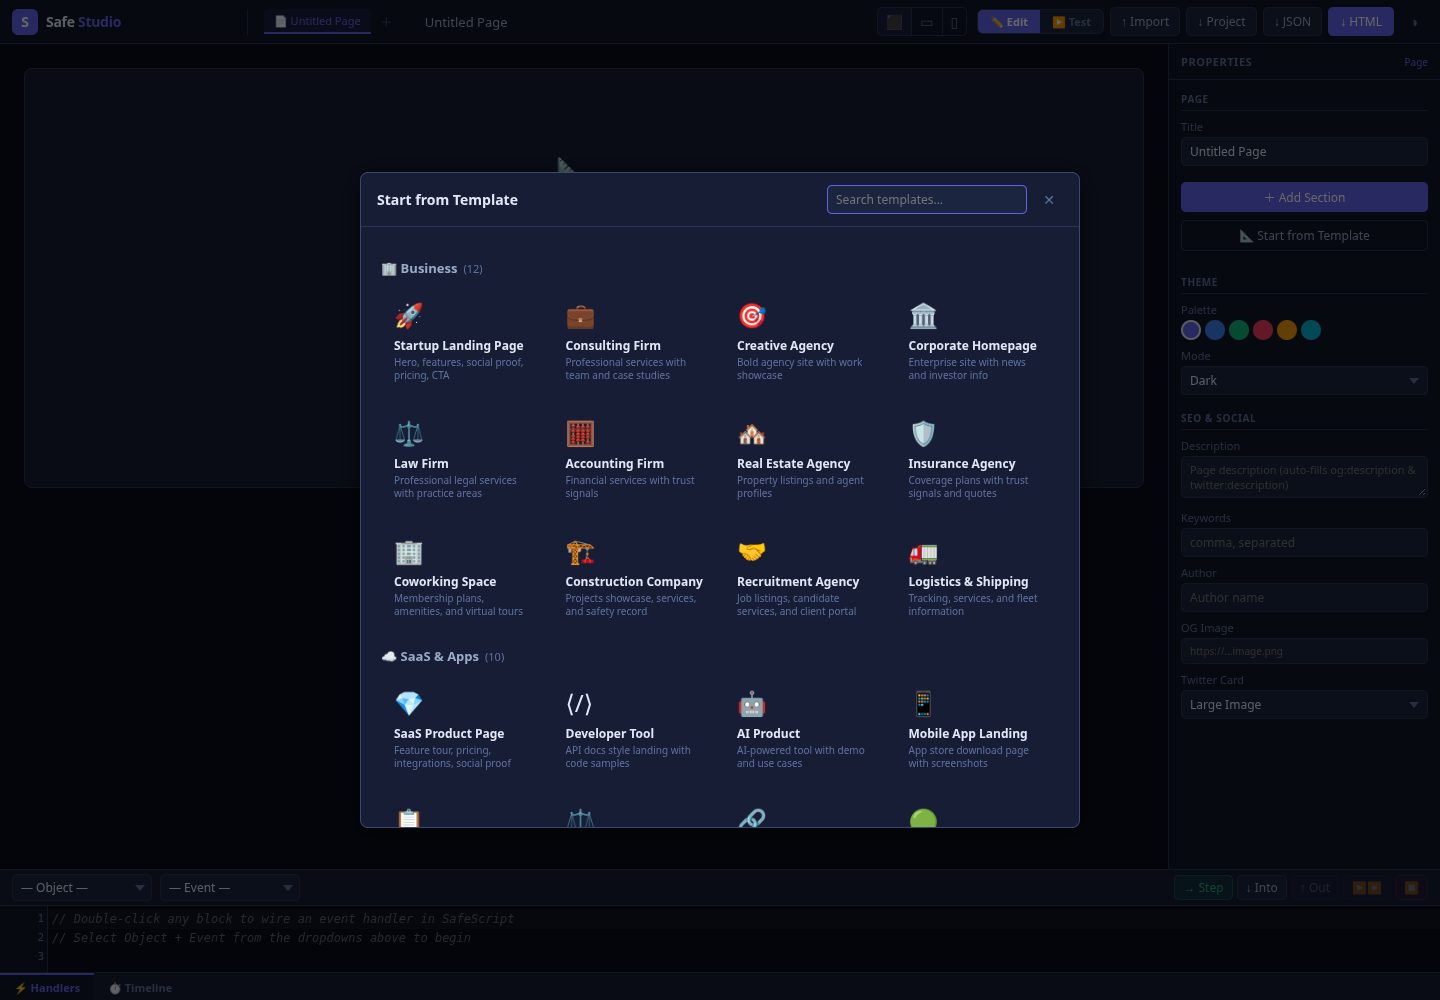 S Safe Studio
Untitled Page
Untitled Page
Edit
Test
↑ Import
↓ Project
↓ JSON
↓ HTML
PROPERTIES
Page
PAGE
Title
Untitled Page
+ Add Section
Start from Template
THEME
Palette
Mode
Dark
SEO & SOCIAL
Description
Page description (auto-fills og:description &
twitter:description)
Keywords
comma, separated
Author
Author name
OG Image
https://...image.png
Twitter Card
Large Image
Start from Template
Search templates...
Business (12)
Startup Landing Page
Hero, features, social proof,
pricing, CTA
Consulting Firm
Professional services with
team and case studies
Creative Agency
Bold agency site with work
showcase
Corporate Homepage
Enterprise site with news
and investor info
Law Firm
Professional legal services
with practice areas
Accounting Firm
Financial services with trust
signals
Real Estate Agency
Property listings and agent
profiles
Insurance Agency
Coverage plans with trust
signals and quotes
Coworking Space
Membership plans,
amenities, and virtual tours
Construction Company
Projects showcase, services,
and safety record
Recruitment Agency
Job listings, candidate
services, and client portal
Logistics & Shipping
Tracking, services, and fleet
information
SaaS & Apps (10)
SaaS Product Page
Feature tour, pricing,
integrations, social proof
⟨/⟩
Developer Tool
API docs style landing with
code samples
AI Product
AI-powered tool with demo
and use cases
Mobile App Landing
App store download page
with screenshots
— Object —
— Event —
→ Step
↓ Into
↑ Out
1 // Double-click any block to wire an event handler in SafeScript
2 // Select Object + Event from the dropdowns above to begin
3
Handlers
Timeline